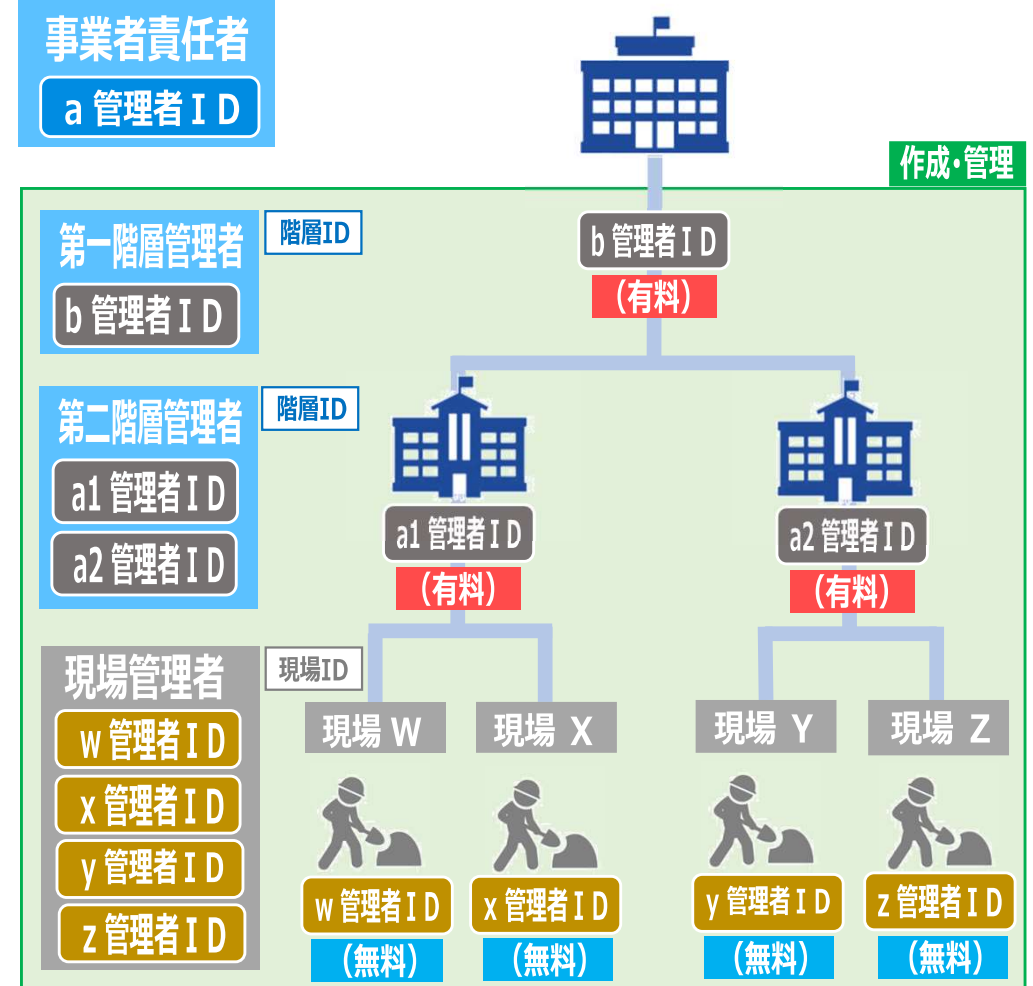 事業者責任者
a 管理者ＩＤ
作成・管理
第一階層管理者
階層ID
b 管理者ＩＤ
b 管理者ＩＤ
(有料)
第二階層管理者
階層ID
a1 管理者ＩＤ
a2 管理者ＩＤ
a1 管理者ＩＤ
(有料)
a2 管理者ＩＤ
(有料)
現場管理者
現場ID
w 管理者ＩＤ
x 管理者ＩＤ
y 管理者ＩＤ
z 管理者ＩＤ
現場 W
現場 X
現場 Y
現場 Z
w 管理者ＩＤ
x 管理者ＩＤ
y 管理者ＩＤ
z 管理者ＩＤ
(無料)
(無料)
(無料)
(無料)